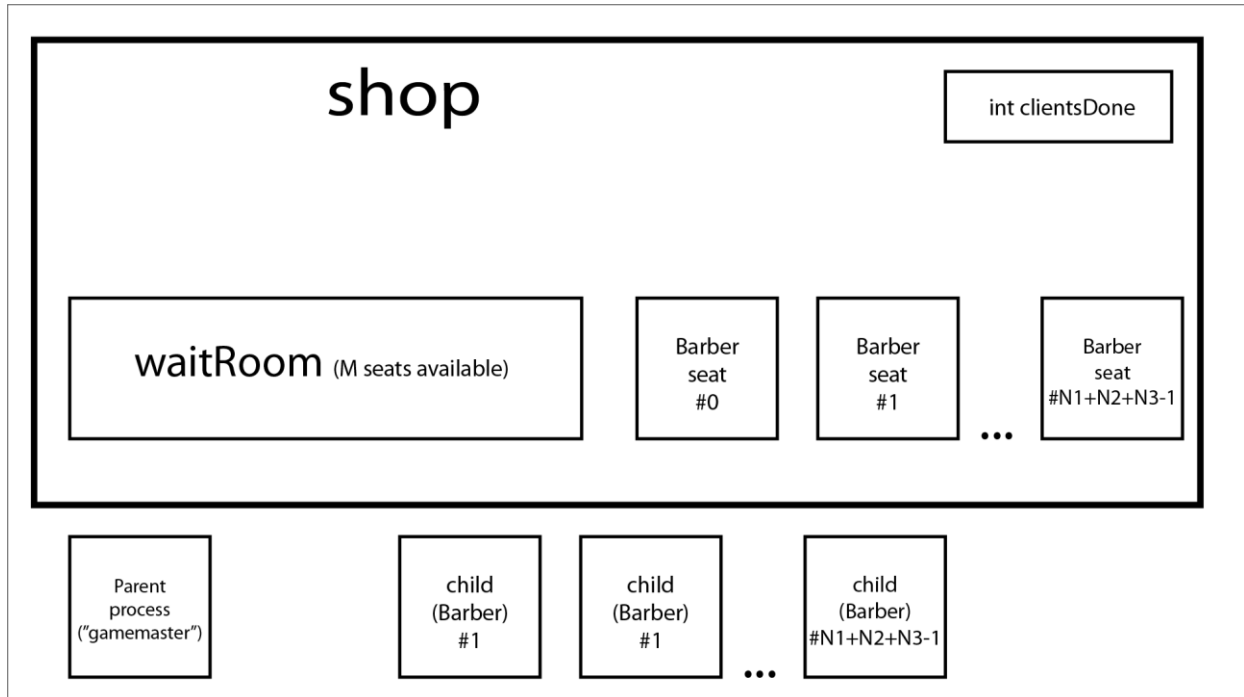 shop
int clientsDone
waitRoom (M seats available)
Barber
seat
#0
Barber
seat
#1
...
Barber
seat
#N1+N2+N3-1
Parent
process
("gamemaster")
child
(Barber)
#1
child
(Barber)
#1
...
child
(Barber)
#N1+N2+N3-1